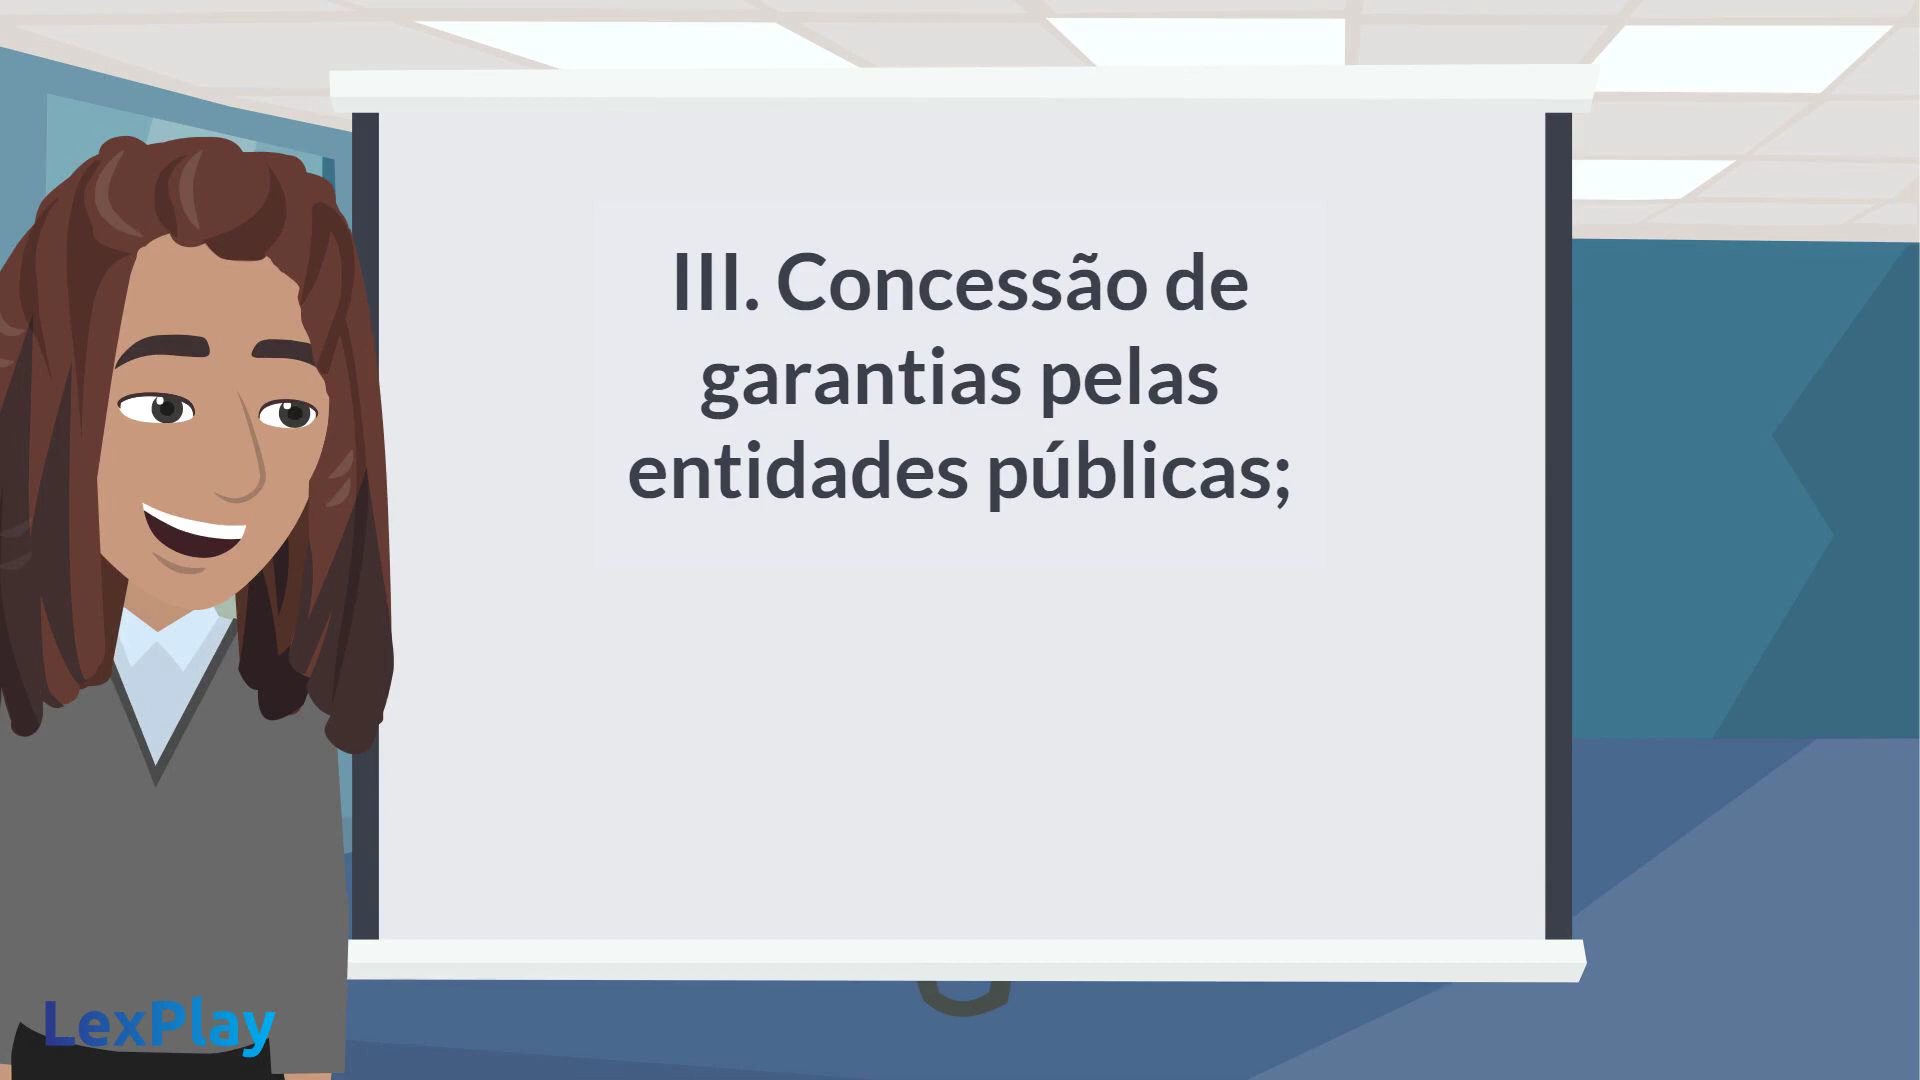 III. Concessão de
garantias pelas
entidades públicas;
LexPlay